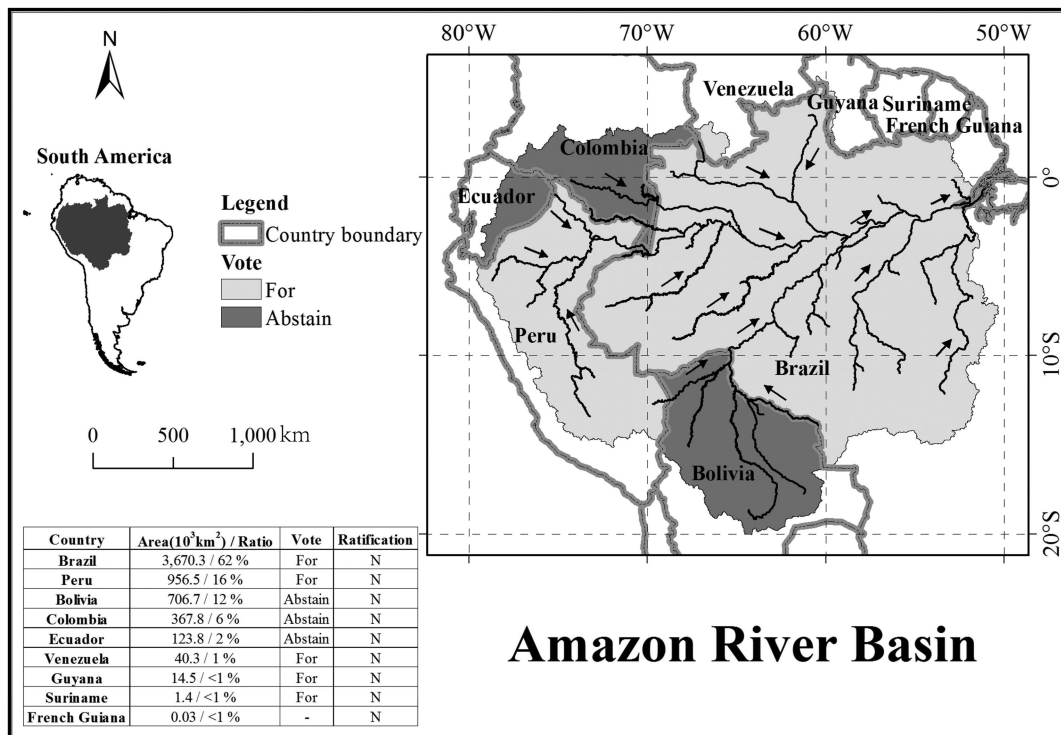 N
South America
Legend
Country boundary
Vote
For
Abstain
0 500 1,000 km
80°W 70°W 60°W 50°W
Venezuela
Guyana
Suriname
French Guiana
Colombia
Ecuador
Peru
Brazil
Bolivia
0°
10°S
20°S
Country Area(10³km²) / Ratio Vote Ratification
Brazil 3,670.3 / 62 % For N
Peru 956.5 / 16 % For N
Bolivia 706.7 / 12 % Abstain N
Colombia 367.8 / 6 % Abstain N
Ecuador 123.8 / 2 % Abstain N
Venezuela 40.3 / 1 % For N
Guyana 14.5 / <1 % For N
Suriname 1.4 / <1 % For N
French Guiana 0.03 / <1 % - N
Amazon River Basin